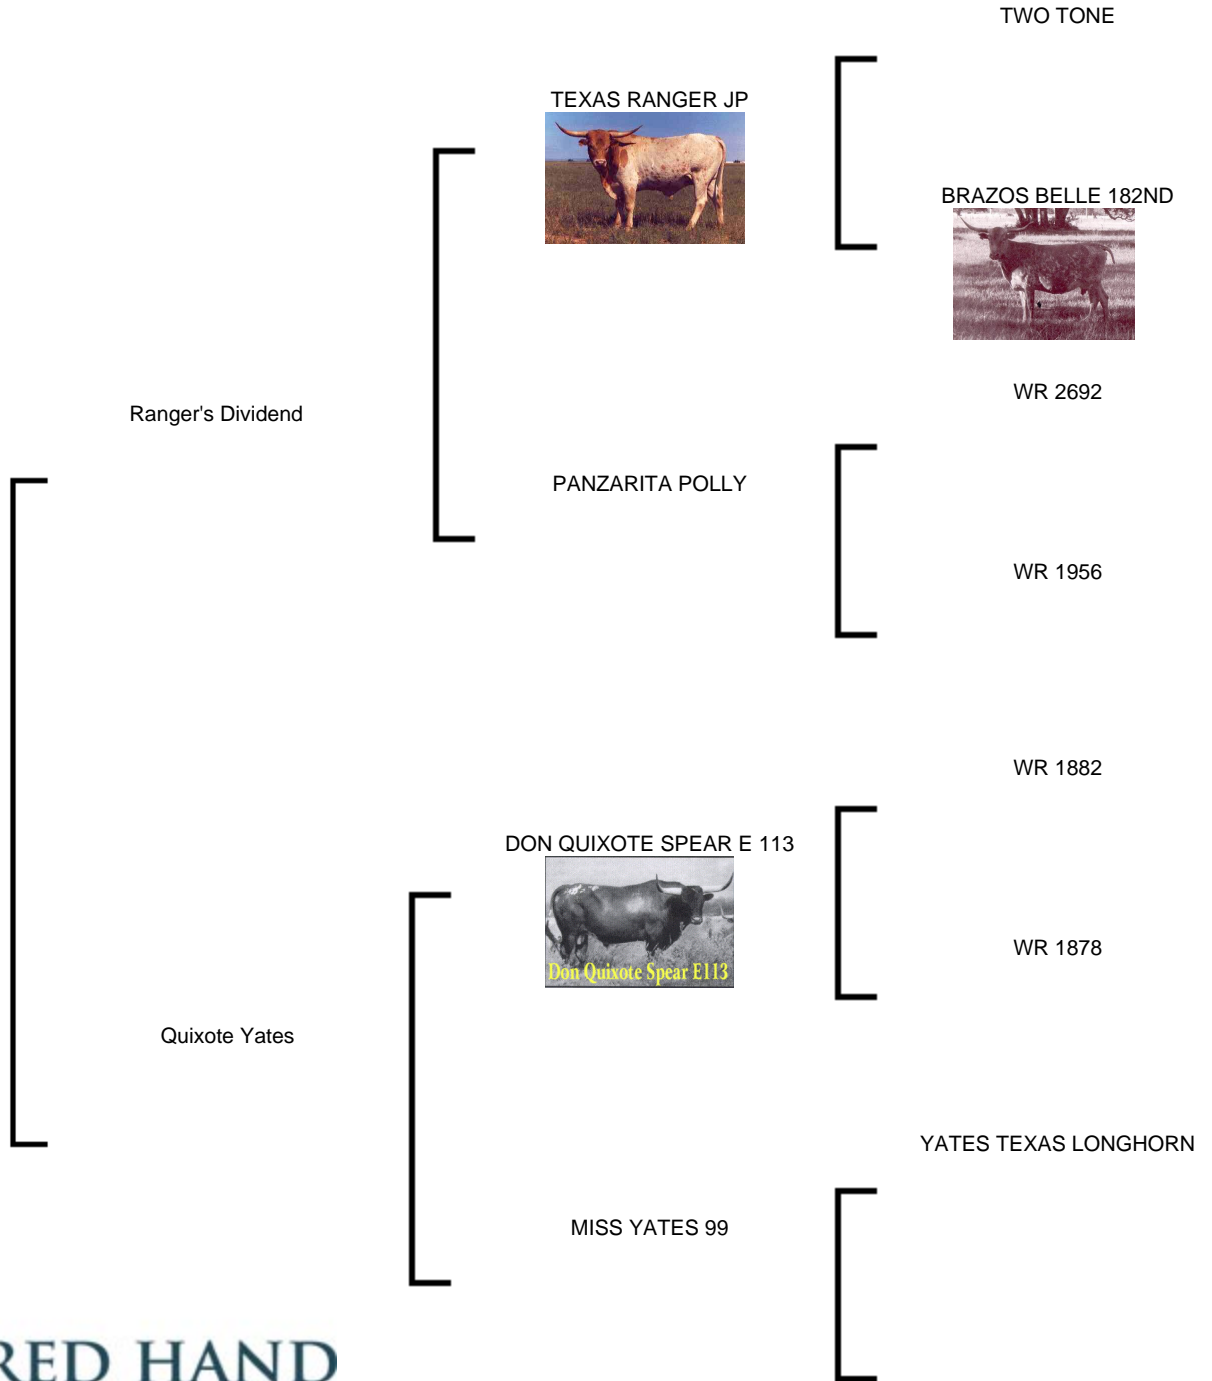 TWO TONE
TEXAS RANGER JP
BRAZOS BELLE 182ND
WR 2692
Ranger's Dividend
PANZARITA POLLY
WR 1956
WR 1882
DON QUIXOTE SPEAR E 113
Don Quixote Spear E113
WR 1878
Quixote Yates
YATES TEXAS LONGHORN
MISS YATES 99
RED HAND